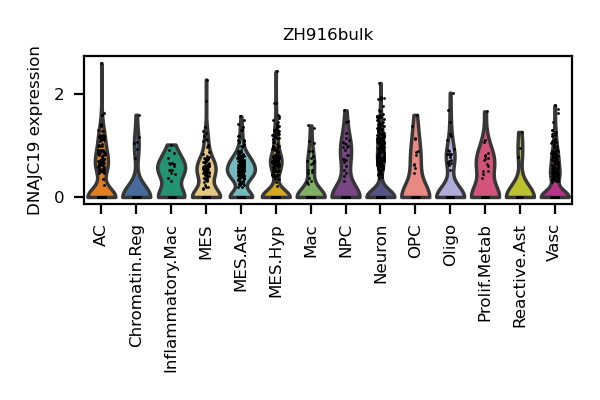 ZH916bulk
DNAJC19 expression
2
0
AC
Chromatin.Reg
Inflammatory.Mac
MES
MES.Ast
MES.Hyp
Mac
NPC
Neuron
OPC
Oligo
Prolif.Metab
Reactive.Ast
Vasc